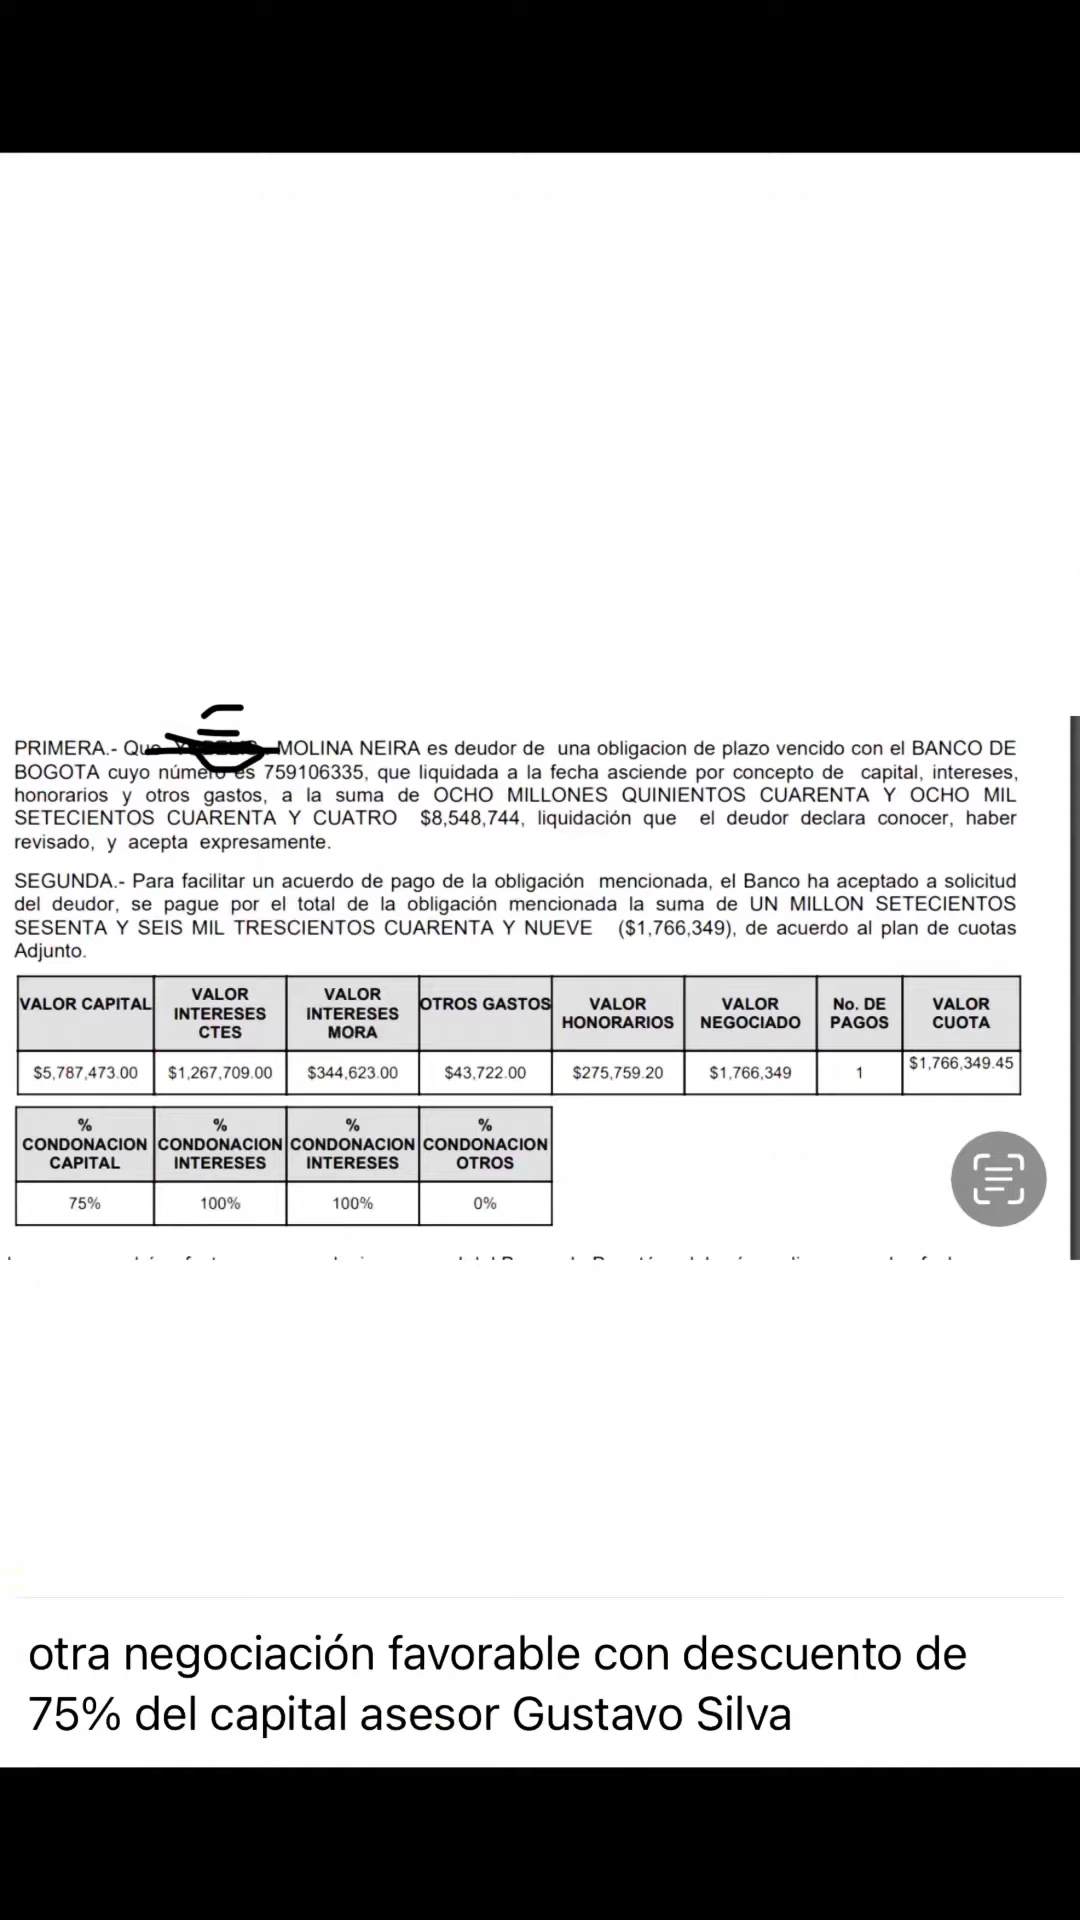 PRIMERA.- Que MOLINA NEIRA es deudor de una obligacion de plazo vencido con el BANCO DE
BOGOTA cuyo número es 759106335, que liquidada a la fecha asciende por concepto de capital, intereses,
honorarios y otros gastos, a la suma de OCHO MILLONES QUINIENTOS CUARENTA Y OCHO MIL
SETECIENTOS CUARENTA Y CUATRO $8,548,744, liquidación que el deudor declara conocer, haber
revisado, y acepta expresamente.
SEGUNDA.- Para facilitar un acuerdo de pago de la obligación mencionada, el Banco ha aceptado a solicitud
del deudor, se pague por el total de la obligación mencionada la suma de UN MILLON SETECIENTOS
SESENTA Y SEIS MIL TRESCIENTOS CUARENTA Y NUEVE ($1,766,349), de acuerdo al plan de cuotas
Adjunto.
VALOR CAPITAL VALOR INTERESES CTES VALOR INTERESES MORA OTROS GASTOS VALOR HONORARIOS VALOR NEGOCIADO No. DE PAGOS VALOR CUOTA
$5,787,473.00 $1,267,709.00 $344,623.00 $43,722.00 $275,759.20 $1,766,349 1 $1,766,349.45
% CONDONACION CAPITAL % CONDONACION INTERESES % CONDONACION INTERESES % CONDONACION OTROS
75% 100% 100% 0%
otra negociación favorable con descuento de
75% del capital asesor Gustavo Silva